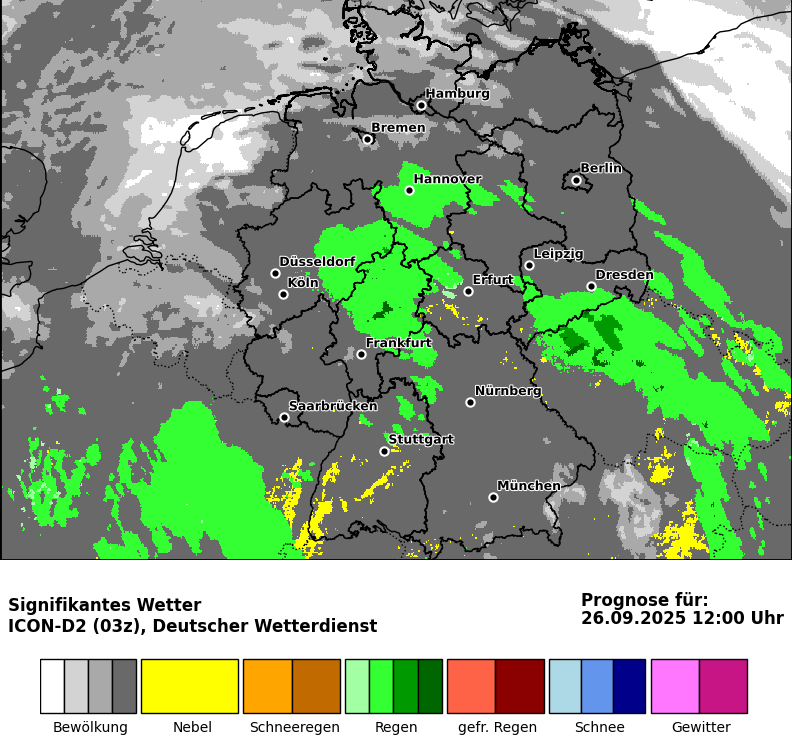 Hamburg
Bremen
Berlin
Hannover
Düsseldorf
Leipzig
Köln
Erfurt
Dresden
Frankfurt
Nürnberg
Saarbrücken
Stuttgart
München
Signifikantes Wetter
ICON-D2 (03z), Deutscher Wetterdienst
Prognose für:
26.09.2025 12:00 Uhr
Bewölkung
Nebel
Schneeregen
Regen
gefr. Regen
Schnee
Gewitter